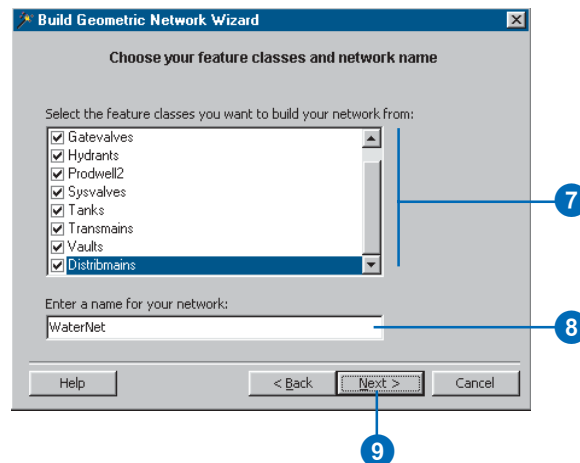 Build Geometric Network Wizard
Choose your feature classes and network name
Select the feature classes you want to build your network from:
Gatevalves
Hydrants
Prodwell2
Sysvalves
Tanks
Transmains
Vaults
Distribmains
7
Enter a name for your network:
WaterNet
8
Help
< Back
Next >
Cancel
9